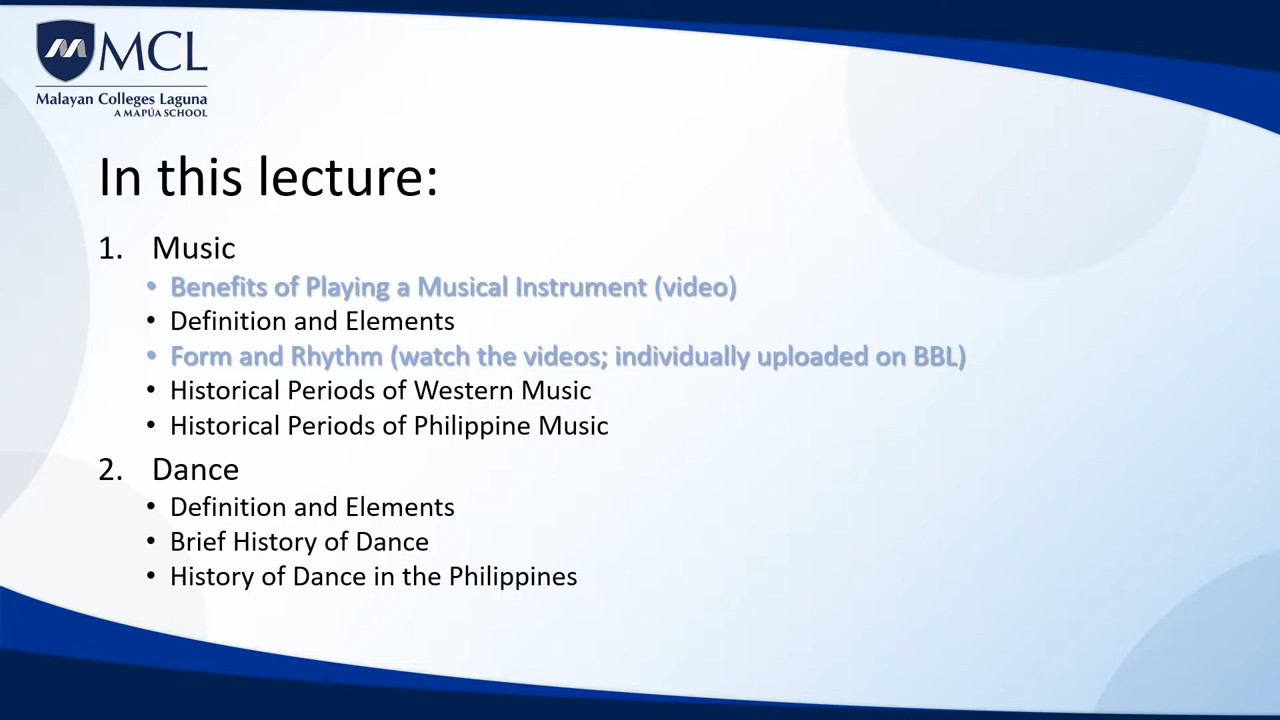 MCL
Malayan Colleges Laguna
A MAPÚA SCHOOL
In this lecture:
1. Music
• Benefits of Playing a Musical Instrument (video)
• Definition and Elements
• Form and Rhythm (watch the videos; individually uploaded on BBL)
• Historical Periods of Western Music
• Historical Periods of Philippine Music
2. Dance
• Definition and Elements
• Brief History of Dance
• History of Dance in the Philippines